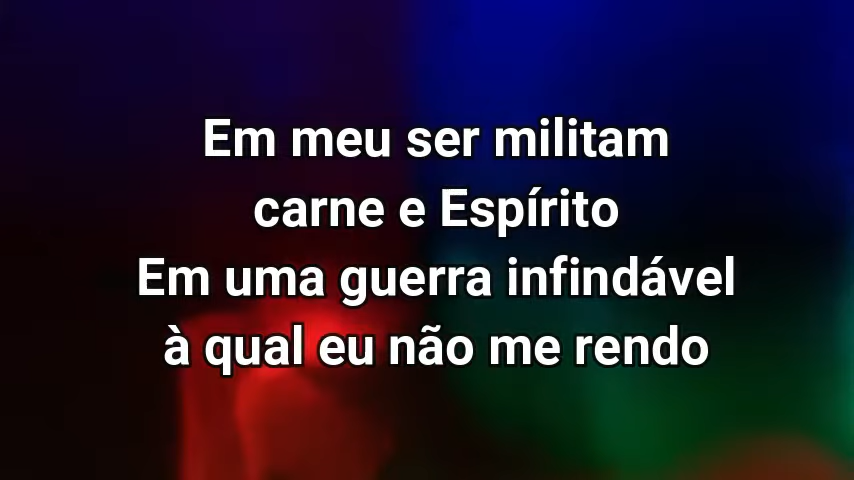 Em meu ser militam
carne e Espírito
Em uma guerra infindável
à qual eu não me rendo